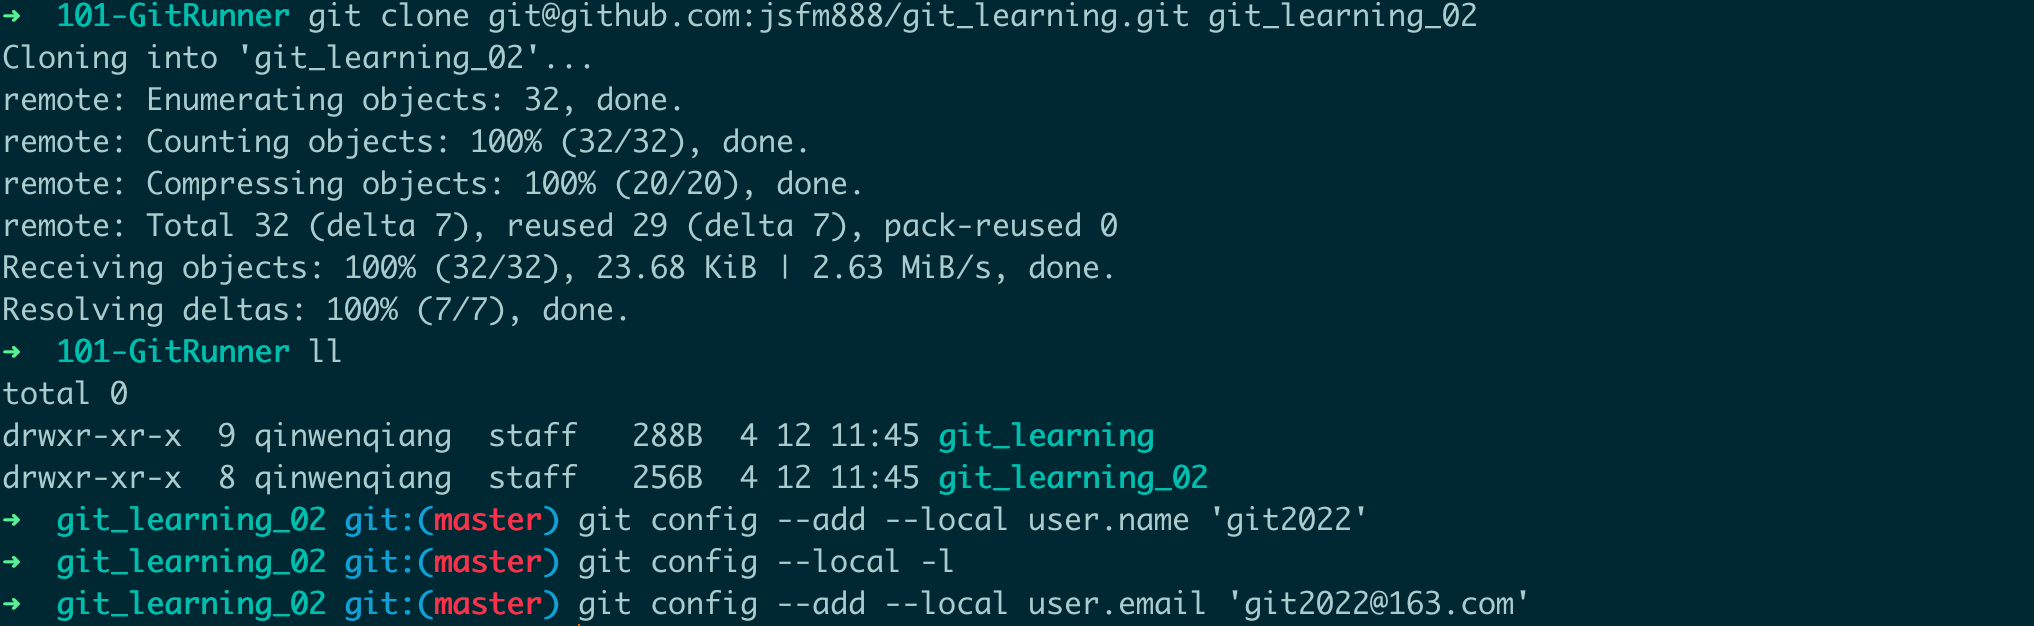 ➜  101-GitRunner git clone git@github.com:jsfm888/git_learning.git git_learning_02
Cloning into 'git_learning_02'...
remote: Enumerating objects: 32, done.
remote: Counting objects: 100% (32/32), done.
remote: Compressing objects: 100% (20/20), done.
remote: Total 32 (delta 7), reused 29 (delta 7), pack-reused 0
Receiving objects: 100% (32/32), 23.68 KiB | 2.63 MiB/s, done.
Resolving deltas: 100% (7/7), done.
➜  101-GitRunner ll
total 0
drwxr-xr-x  9 qinwenqiang  staff   288B  4 12 11:45 git_learning
drwxr-xr-x  8 qinwenqiang  staff   256B  4 12 11:45 git_learning_02
➜  git_learning_02 git:(master) git config --add --local user.name 'git2022'
➜  git_learning_02 git:(master) git config --local -l
➜  git_learning_02 git:(master) git config --add --local user.email 'git2022@163.com'